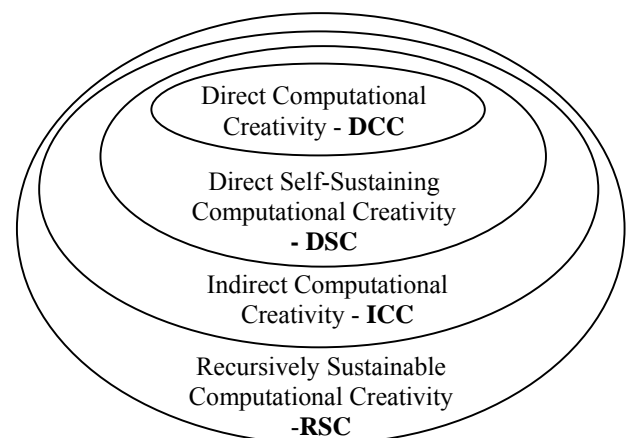 Direct Computational
Creativity - DCC
Direct Self-Sustaining
Computational Creativity
- DSC
Indirect Computational
Creativity - ICC
Recursively Sustainable
Computational Creativity
-RSC